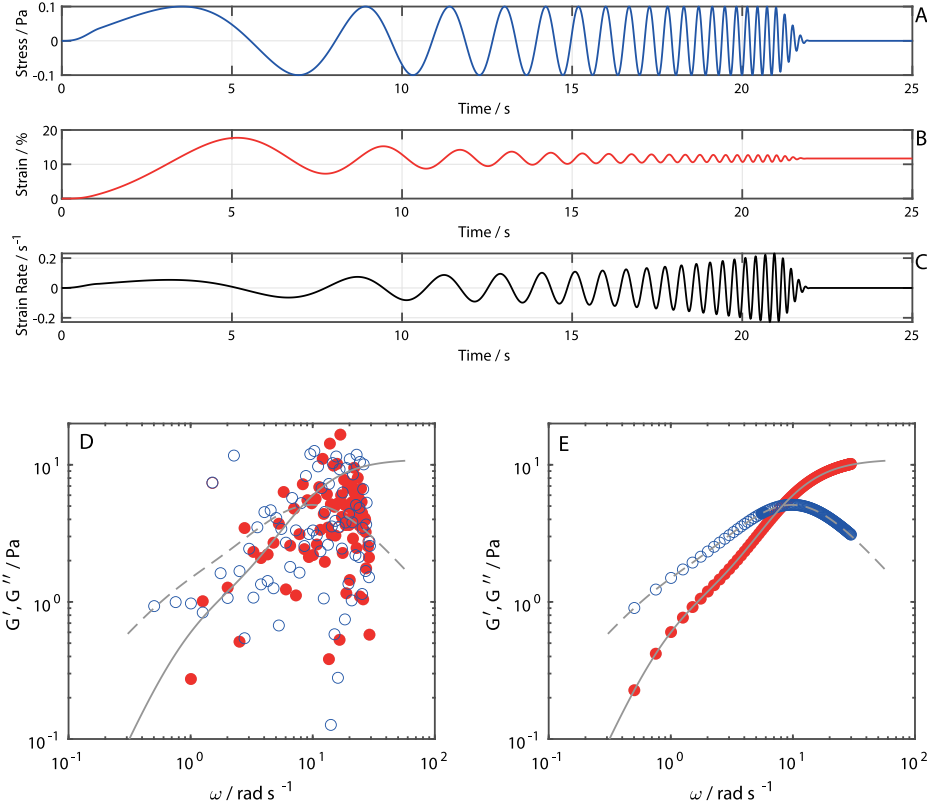 0.1
0
-0.1
Stress / Pa
A
0 5 10 15 20 25
Time / s
20
10
0
Strain / %
B
0 5 10 15 20 25
Time / s
0.2
0
-0.2
Strain Rate / s⁻¹
C
0 5 10 15 20 25
Time / s
D
10¹
10⁰
10⁻¹
G′, G′′ / Pa
10⁻¹ 10⁰ 10¹ 10²
ω / rad s⁻¹
E
10¹
10⁰
10⁻¹
G′, G′′ / Pa
10⁻¹ 10⁰ 10¹ 10²
ω / rad s⁻¹